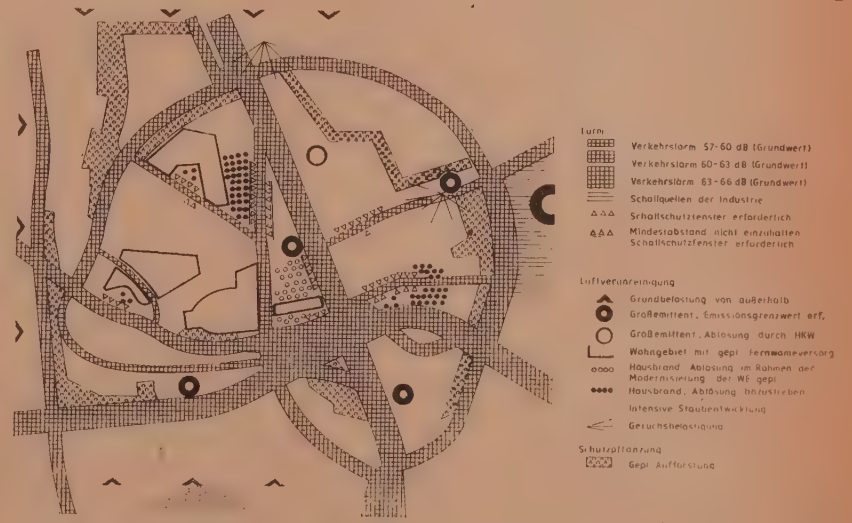 Lärm
Verkehrslärm 57-60 dB (Grundwert)
Verkehrslärm 60-63 dB (Grundwert)
Verkehrslärm 63-66 dB (Grundwert)
Schallquellen der Industrie
Schallschutzfenster erforderlich
Mindestabstand nicht einzuhalten
Schallschutzfenster erforderlich
Luftverunreinigung
Grundbelastung von außerhalb
Großemittent, Emissionsgrenzwert erf.
Großemittent, Ablösung durch HKW
Wohngebiet mit gepl Fernwärmeversorg
Hausbrand Ablösung im Rahmen der
Modernisierung der WE gepl
Hausbrand, Ablösung anzustreben
Intensive Staubentwicklung
Geruchsbelästigung
Schutzpflanzung
Gepl Aufforstung